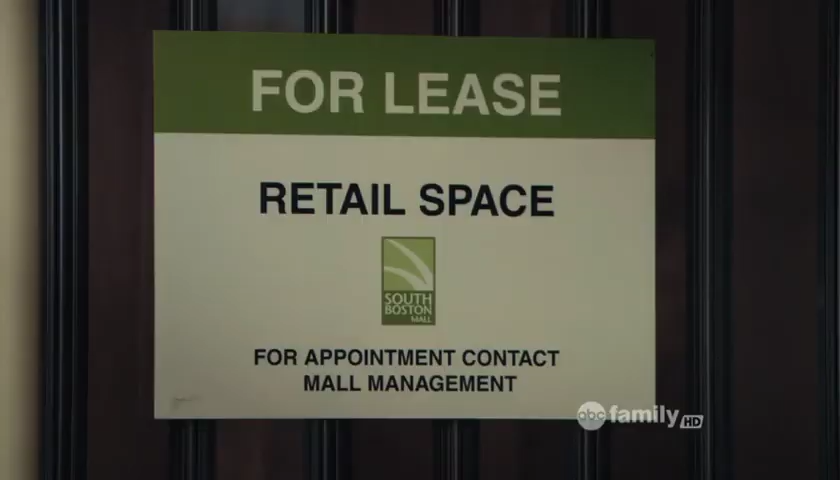 FOR LEASE
RETAIL SPACE
SOUTH
BOSTON
MALL
FOR APPOINTMENT CONTACT
MALL MANAGEMENT
abc family HD